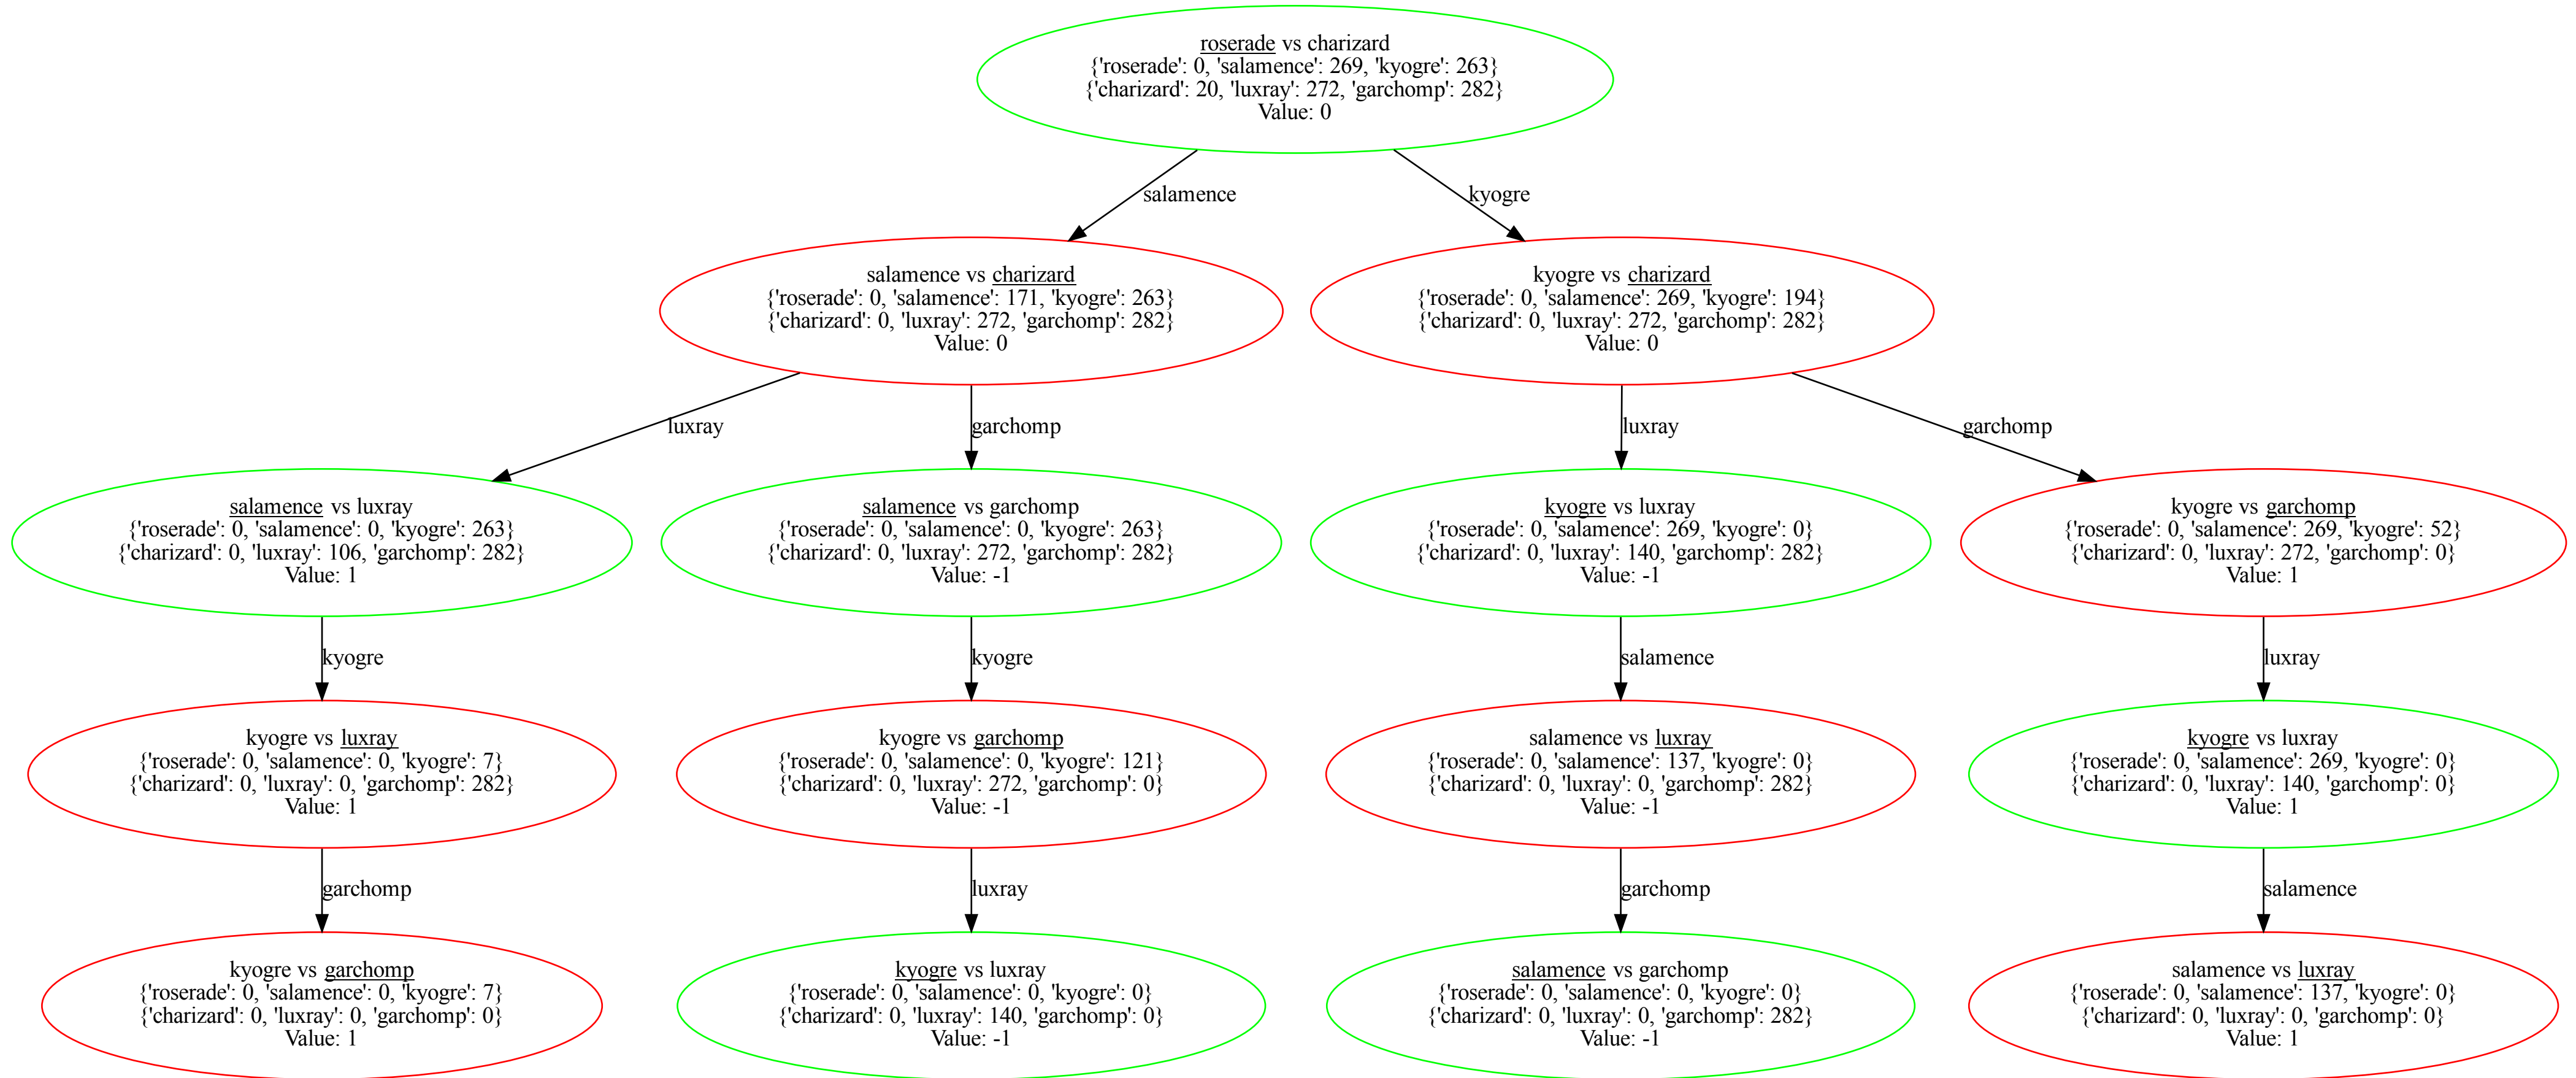 roserade vs charizard
{'roserade': 0, 'salamence': 269, 'kyogre': 263}
{'charizard': 20, 'luxray': 272, 'garchomp': 282}
Value: 0
salamence
kyogre
salamence vs charizard
{'roserade': 0, 'salamence': 171, 'kyogre': 263}
{'charizard': 0, 'luxray': 272, 'garchomp': 282}
Value: 0
kyogre vs charizard
{'roserade': 0, 'salamence': 269, 'kyogre': 194}
{'charizard': 0, 'luxray': 272, 'garchomp': 282}
Value: 0
luxray
garchomp
luxray
garchomp
salamence vs luxray
{'roserade': 0, 'salamence': 0, 'kyogre': 263}
{'charizard': 0, 'luxray': 106, 'garchomp': 282}
Value: 1
salamence vs garchomp
{'roserade': 0, 'salamence': 0, 'kyogre': 263}
{'charizard': 0, 'luxray': 272, 'garchomp': 282}
Value: -1
kyogre vs luxray
{'roserade': 0, 'salamence': 269, 'kyogre': 0}
{'charizard': 0, 'luxray': 140, 'garchomp': 282}
Value: -1
kyogre vs garchomp
{'roserade': 0, 'salamence': 269, 'kyogre': 52}
{'charizard': 0, 'luxray': 272, 'garchomp': 0}
Value: 1
kyogre
kyogre
salamence
luxray
kyogre vs luxray
{'roserade': 0, 'salamence': 0, 'kyogre': 7}
{'charizard': 0, 'luxray': 0, 'garchomp': 282}
Value: 1
kyogre vs garchomp
{'roserade': 0, 'salamence': 0, 'kyogre': 121}
{'charizard': 0, 'luxray': 272, 'garchomp': 0}
Value: -1
salamence vs luxray
{'roserade': 0, 'salamence': 137, 'kyogre': 0}
{'charizard': 0, 'luxray': 0, 'garchomp': 282}
Value: -1
kyogre vs luxray
{'roserade': 0, 'salamence': 269, 'kyogre': 0}
{'charizard': 0, 'luxray': 140, 'garchomp': 0}
Value: 1
garchomp
luxray
garchomp
salamence
kyogre vs garchomp
{'roserade': 0, 'salamence': 0, 'kyogre': 7}
{'charizard': 0, 'luxray': 0, 'garchomp': 0}
Value: 1
kyogre vs luxray
{'roserade': 0, 'salamence': 0, 'kyogre': 0}
{'charizard': 0, 'luxray': 140, 'garchomp': 0}
Value: -1
salamence vs garchomp
{'roserade': 0, 'salamence': 0, 'kyogre': 0}
{'charizard': 0, 'luxray': 0, 'garchomp': 282}
Value: -1
salamence vs luxray
{'roserade': 0, 'salamence': 137, 'kyogre': 0}
{'charizard': 0, 'luxray': 0, 'garchomp': 0}
Value: 1